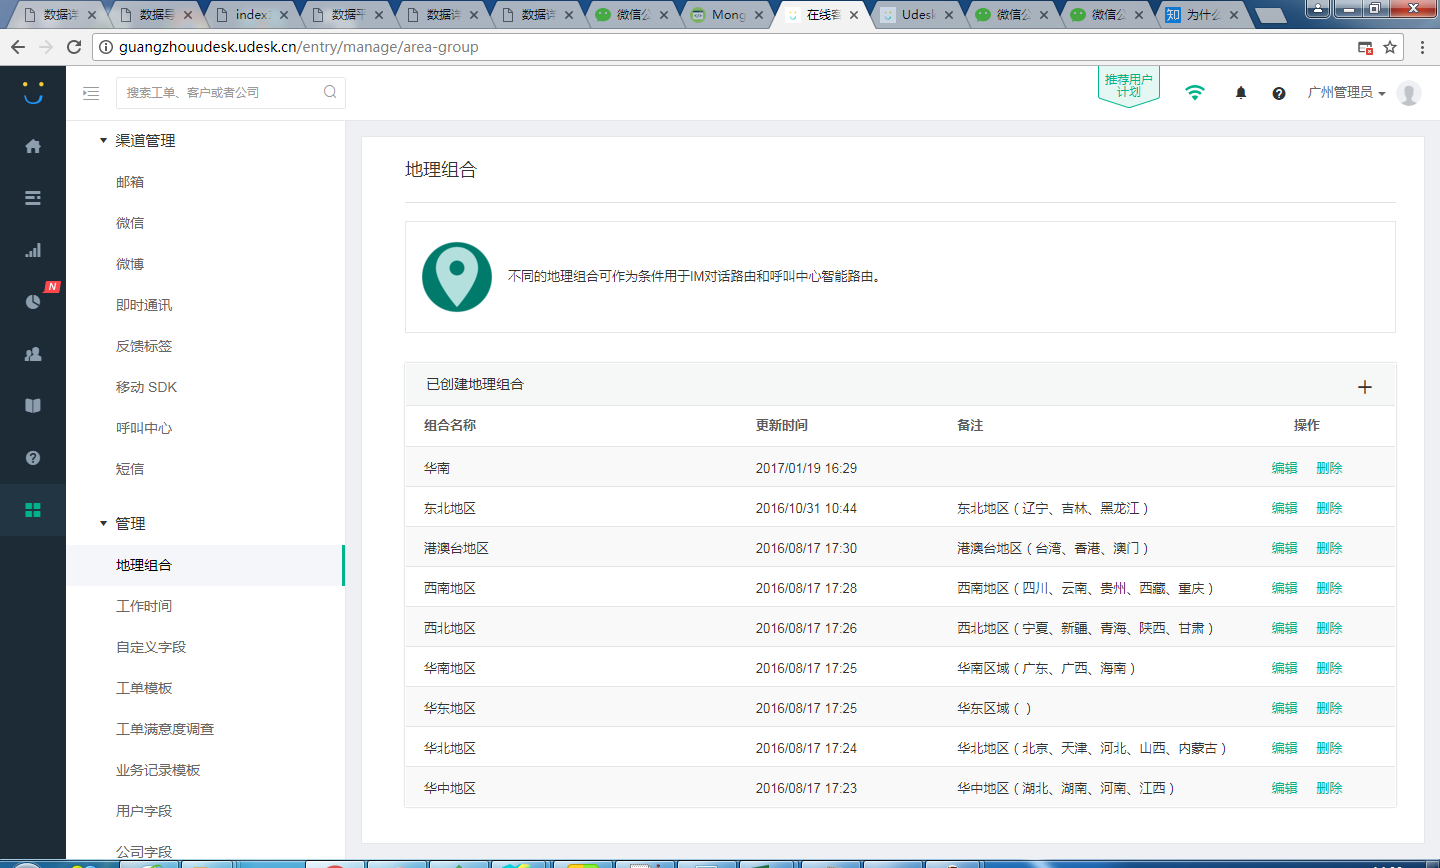 数据
数据
index
数据平
数据
数据
微信公
Mong
在线客
Udesk
微信公
微信公
知 为什么
guangzhouudesk.udesk.cn/entry/manage/area-group
搜索工单、客户或者公司
推荐用户
计划
广州管理员
N
渠道管理
邮箱
微信
微博
即时通讯
反馈标签
移动 SDK
呼叫中心
短信
管理
地理组合
工作时间
自定义字段
工单模板
工单满意度调查
业务记录模板
用户字段
公司字段
地理组合
不同的地理组合可作为条件用于IM对话路由和呼叫中心智能路由。
已创建地理组合
组合名称 更新时间 备注 操作
华南 2017/01/19 16:29 编辑 删除
东北地区 2016/10/31 10:44 东北地区（辽宁、吉林、黑龙江） 编辑 删除
港澳台地区 2016/08/17 17:30 港澳台地区（台湾、香港、澳门） 编辑 删除
西南地区 2016/08/17 17:28 西南地区（四川、云南、贵州、西藏、重庆） 编辑 删除
西北地区 2016/08/17 17:26 西北地区（宁夏、新疆、青海、陕西、甘肃） 编辑 删除
华南地区 2016/08/17 17:25 华南区域（广东、广西、海南） 编辑 删除
华东地区 2016/08/17 17:25 华东区域（ ） 编辑 删除
华北地区 2016/08/17 17:24 华北地区（北京、天津、河北、山西、内蒙古） 编辑 删除
华中地区 2016/08/17 17:23 华中地区（湖北、湖南、河南、江西） 编辑 删除